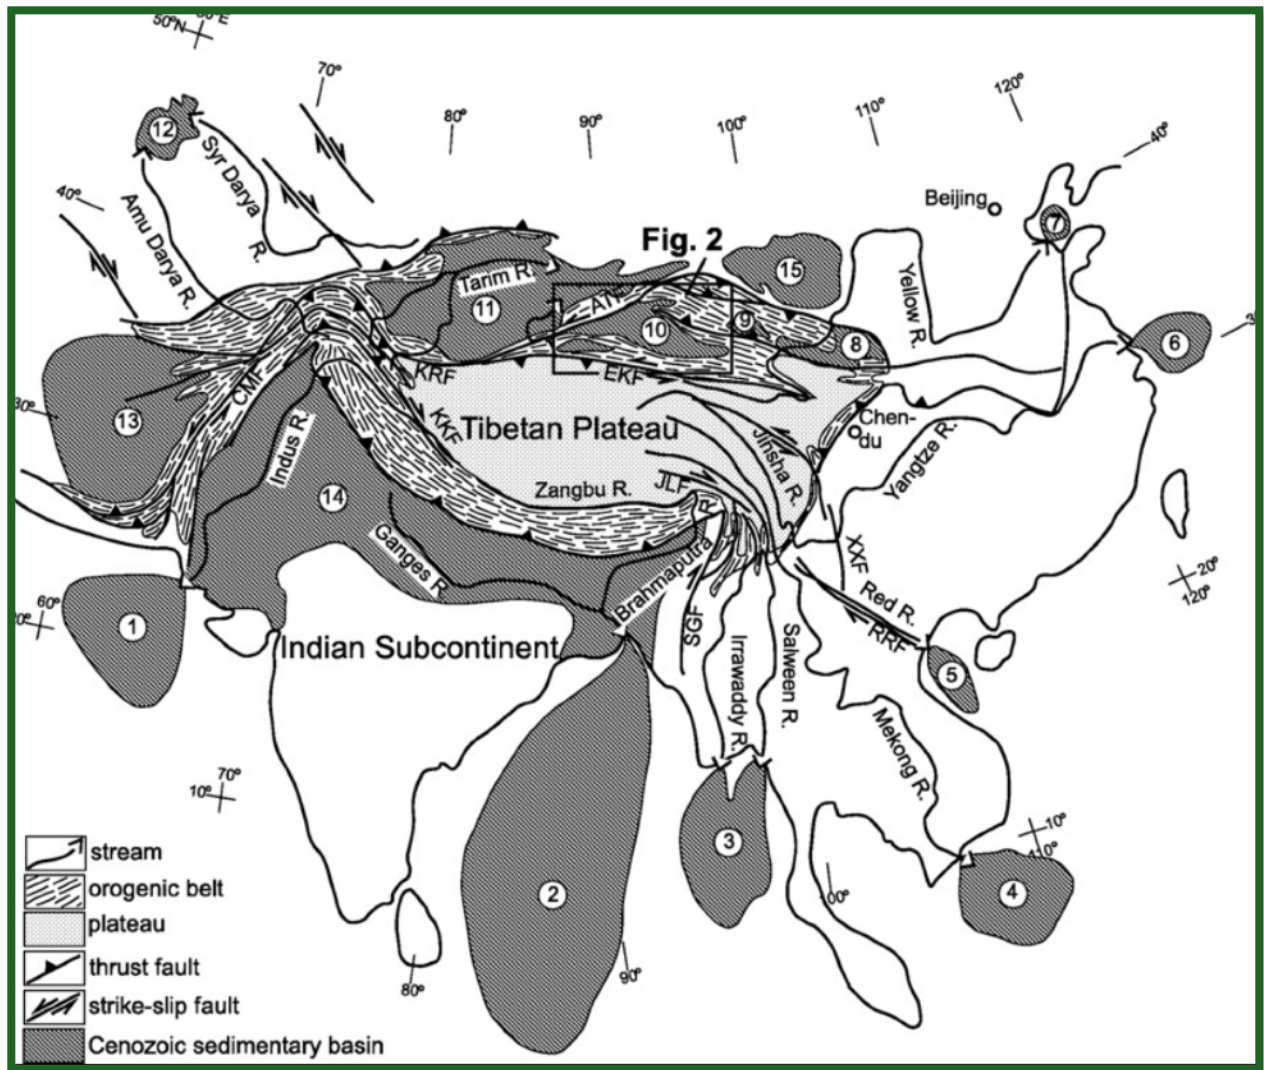 50°N
70°
80°
90°
100°
110°
120°
40°
12
Syr Darya
R.
40°
Amu Darya R.
Beijing
7
Fig. 2
15
Tarim R.
11
ATF
10
9
8
Yellow R.
6
KRF
EKF
CMF
KKF
30°
13
Tibetan Plateau
Chen-
du
Jinsha R.
Yangtze R.
Indus R.
14
Zangbu R.
JLF
R.
Ganges R.
Brahmaputra
XXF
20°
120°
60°
1
Indian Subcontinent
SGF
Irrawaddy R.
Salween R.
Red R.
RRF
5
Mekong R.
70°
10°
2
3
4
10°
110°
90°
80°
stream
orogenic belt
plateau
thrust fault
strike-slip fault
Cenozoic sedimentary basin